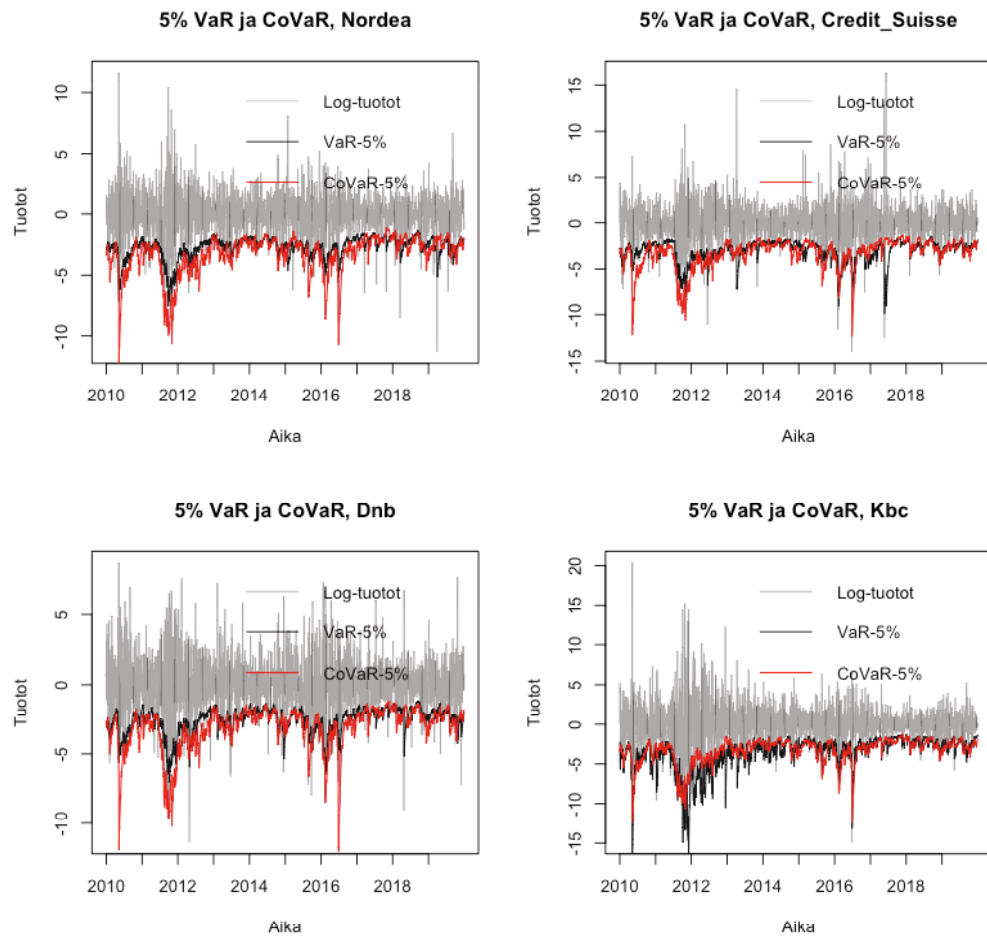 5% VaR ja CoVaR, Nordea
Tuotot
10
5
0
-5
-10
Log-tuotot
VaR-5%
CoVaR-5%
2010 2012 2014 2016 2018
Aika
5% VaR ja CoVaR, Credit_Suisse
Tuotot
15
10
5
0
-5
-10
-15
Log-tuotot
VaR-5%
CoVaR-5%
2010 2012 2014 2016 2018
Aika
5% VaR ja CoVaR, Dnb
Tuotot
5
0
-5
-10
Log-tuotot
VaR-5%
CoVaR-5%
2010 2012 2014 2016 2018
Aika
5% VaR ja CoVaR, Kbc
Tuotot
20
15
10
5
0
-5
-10
-15
Log-tuotot
VaR-5%
CoVaR-5%
2010 2012 2014 2016 2018
Aika